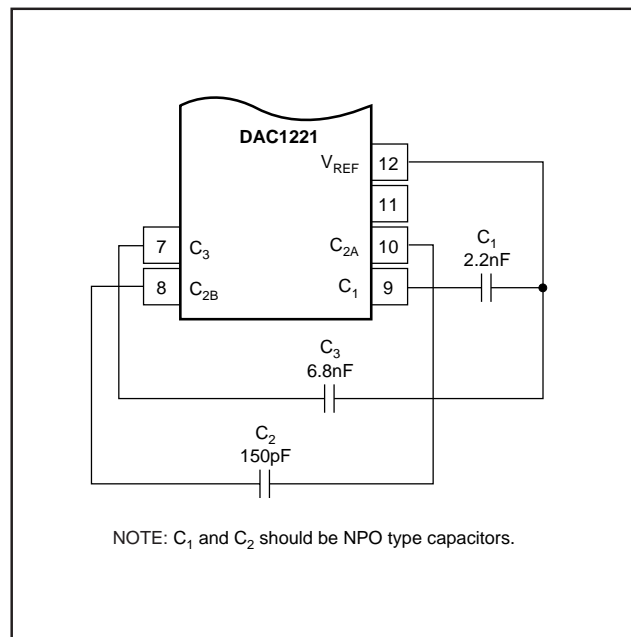 DAC1221
V_REF 12
11
7 C_3 C_2A 10
8 C_2B C_1 9
C_1
2.2nF
C_3
6.8nF
C_2
150pF
NOTE: C_1 and C_2 should be NPO type capacitors.